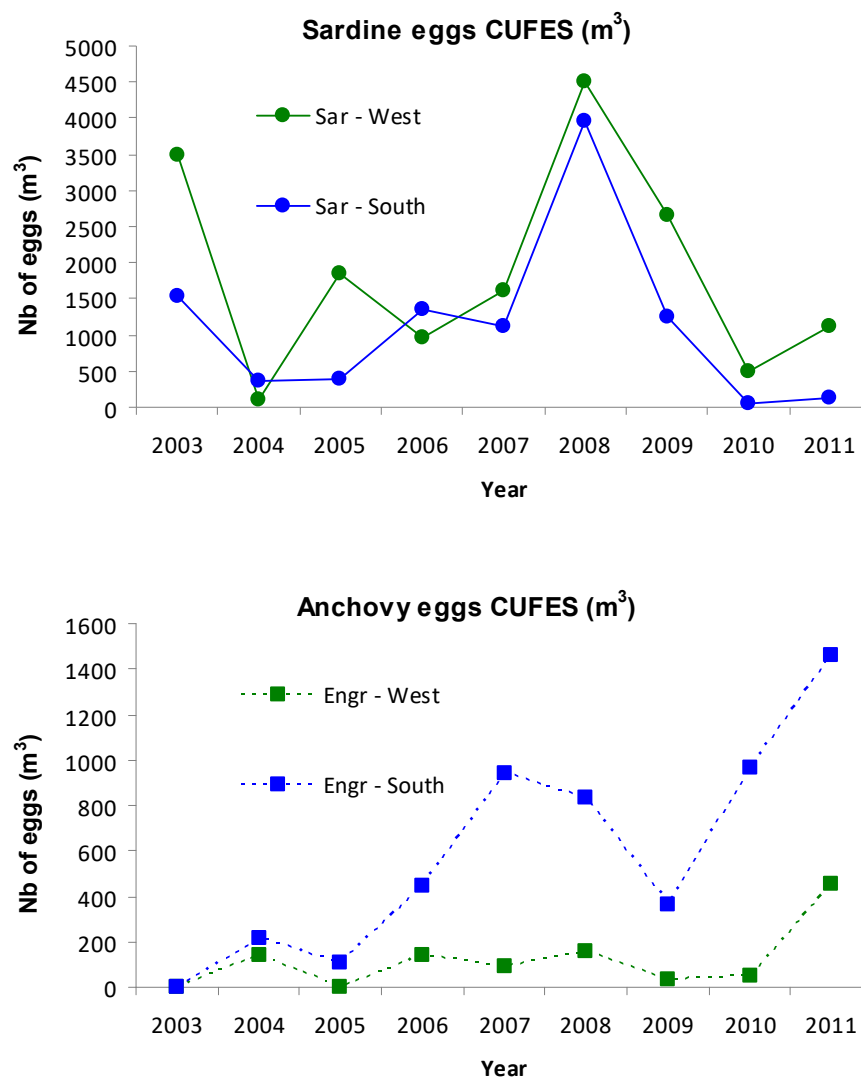 Sardine eggs CUFES (m³)
5000
4500
4000
3500
3000
2500
2000
1500
1000
500
0
Nb of eggs (m³)
Sar - West
Sar - South
2003 2004 2005 2006 2007 2008 2009 2010 2011
Year
Anchovy eggs CUFES (m³)
1600
1400
1200
1000
800
600
400
200
0
Nb of eggs (m³)
Engr - West
Engr - South
2003 2004 2005 2006 2007 2008 2009 2010 2011
Year